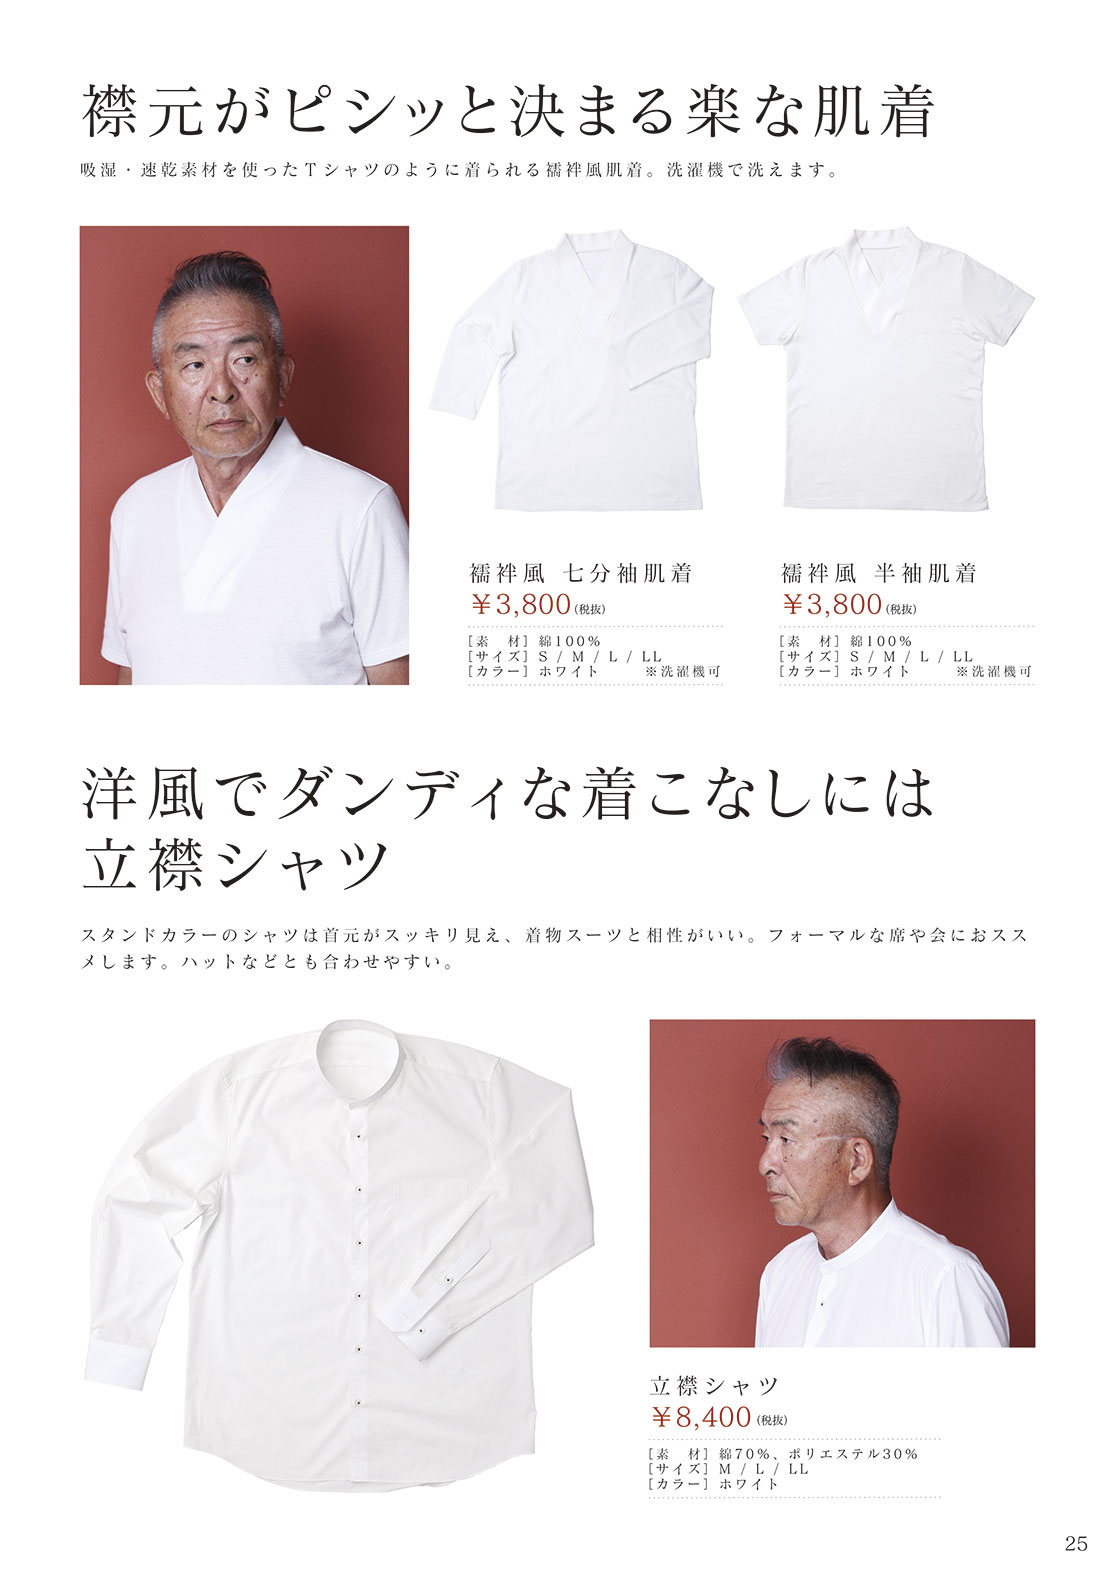 襟元がピシッと決まる楽な肌着
吸湿・速乾素材を使ったTシャツのように着られる襦袢風肌着。洗濯機で洗えます。
襦袢風 七分袖肌着
￥3,800(税抜)
[素　材] 綿100%
[サイズ] S / M / L / LL
[カラー] ホワイト　※洗濯機可
襦袢風 半袖肌着
￥3,800(税抜)
[素　材] 綿100%
[サイズ] S / M / L / LL
[カラー] ホワイト　※洗濯機可
洋風でダンディな着こなしには
立襟シャツ
スタンドカラーのシャツは首元がスッキリ見え、着物スーツと相性がいい。フォーマルな席や会におスス
メします。ハットなどとも合わせやすい。
立襟シャツ
￥8,400(税抜)
[素　材] 綿70%、ポリエステル30%
[サイズ] M / L / LL
[カラー] ホワイト
25